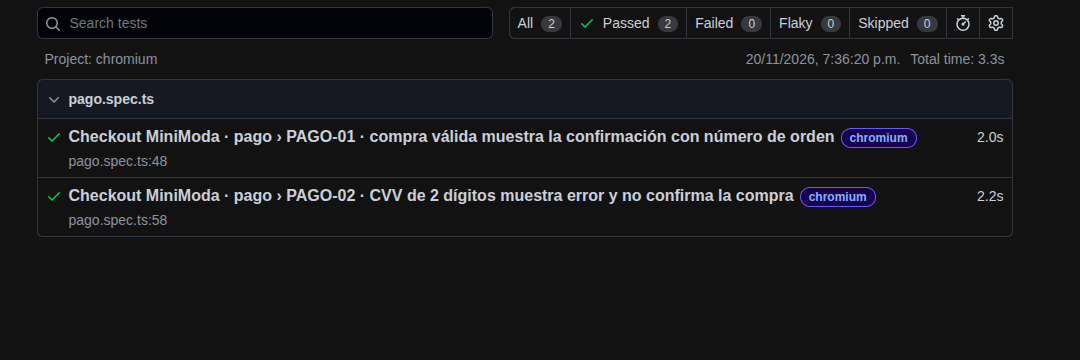 Search tests
All 2 Passed 2 Failed 0 Flaky 0 Skipped 0
Project: chromium 20/11/2026, 7:36:20 p.m. Total time: 3.3s
pago.spec.ts
Checkout MiniModa · pago › PAGO-01 · compra válida muestra la confirmación con número de orden chromium 2.0s
pago.spec.ts:48
Checkout MiniModa · pago › PAGO-02 · CVV de 2 dígitos muestra error y no confirma la compra chromium 2.2s
pago.spec.ts:58